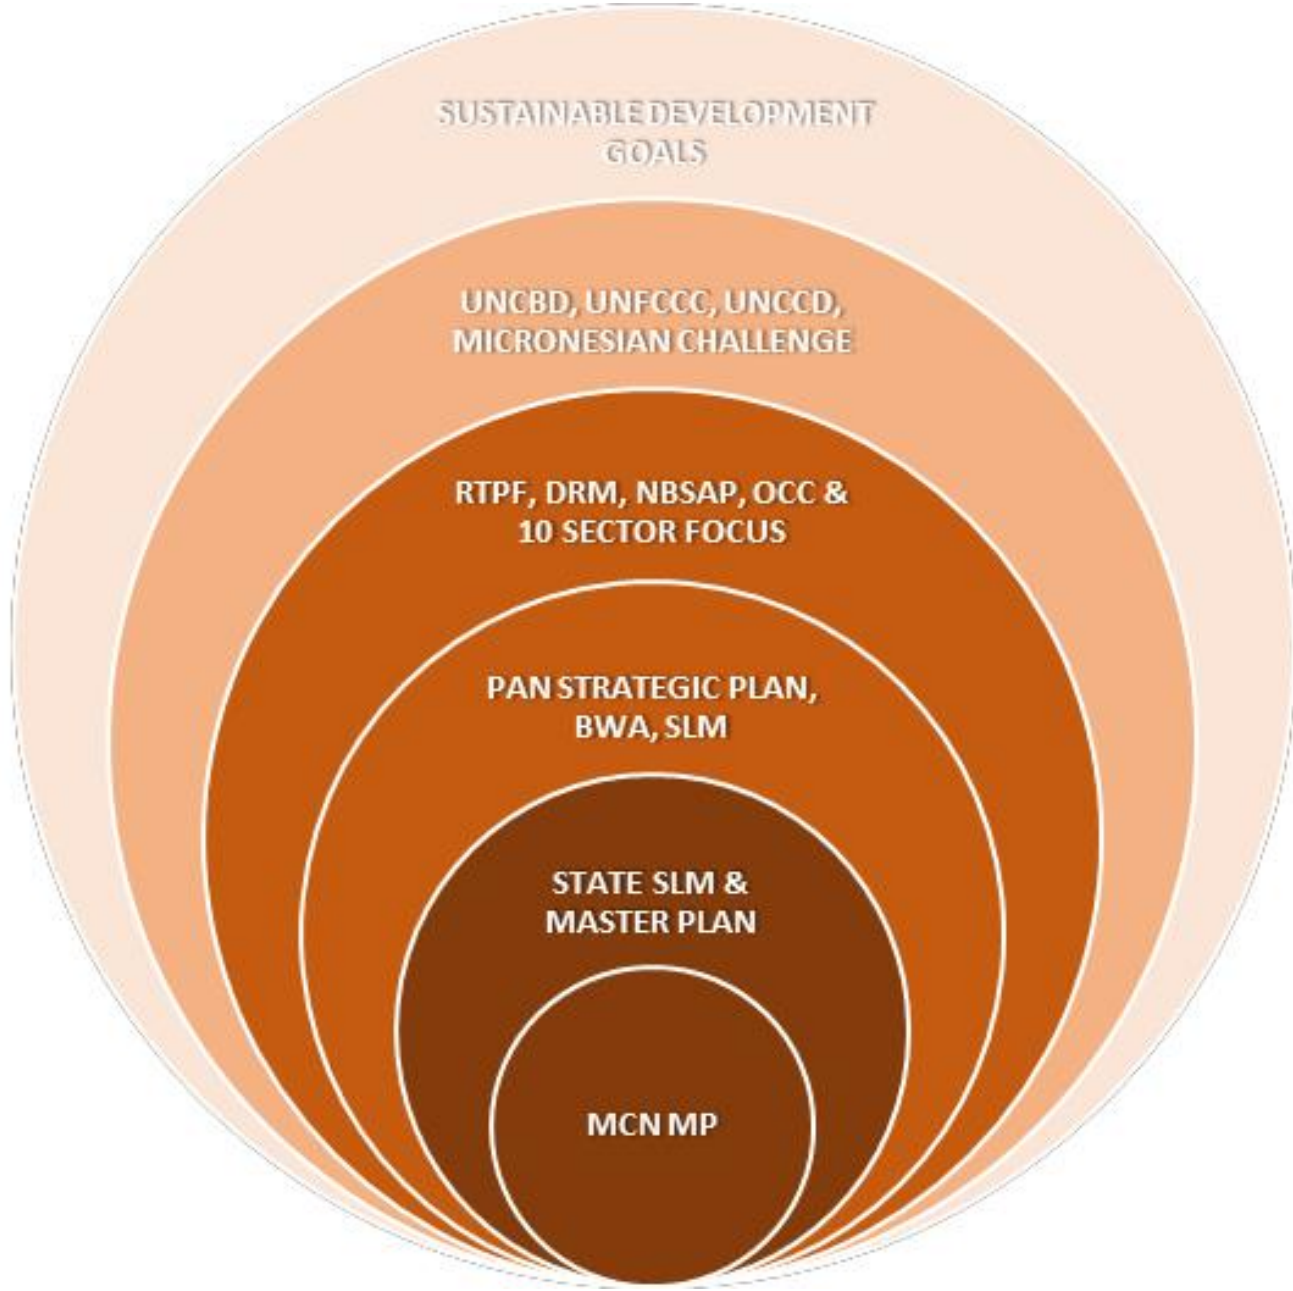 SUSTAINABLE DEVELOPMENT
GOALS
UNCBD, UNFCCC, UNCCD,
MICRONESIAN CHALLENGE
RTPF, DRM, NBSAP, OCC &
10 SECTOR FOCUS
PAN STRATEGIC PLAN,
BWA, SLM
STATE SLM &
MASTER PLAN
MCN MP